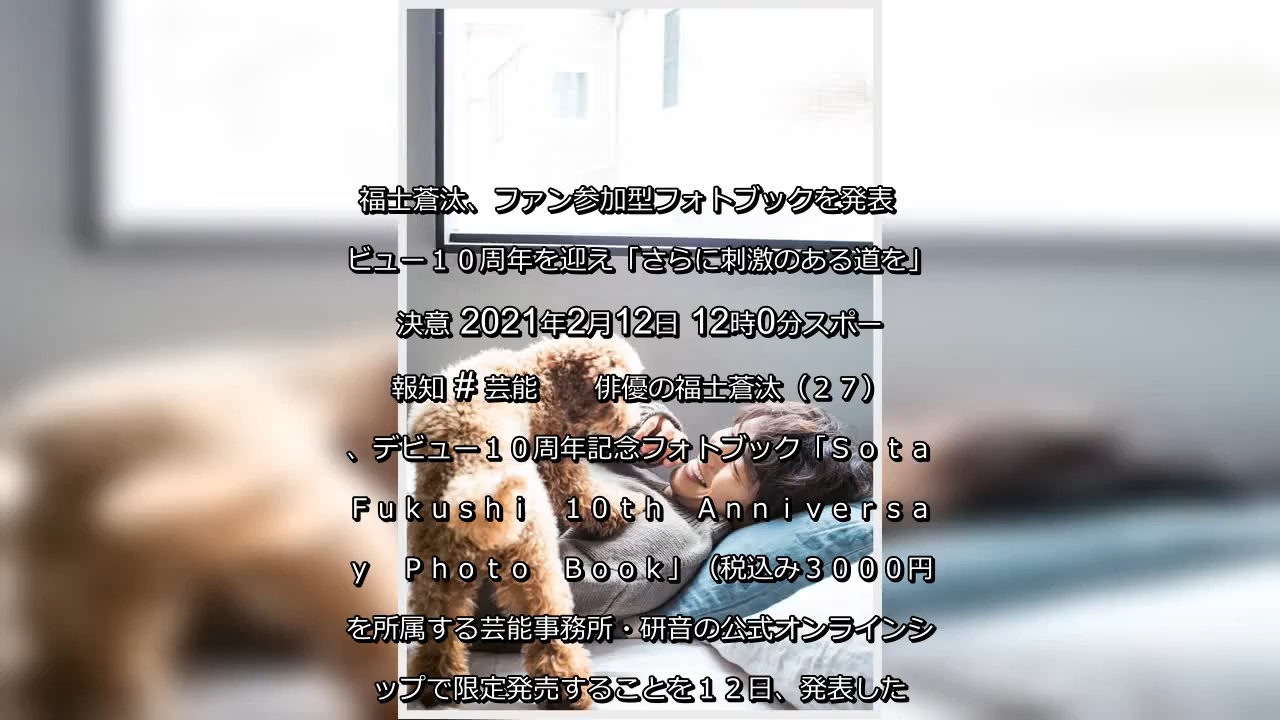 福士蒼汰、ファン参加型フォトブックを発表
ビュー１０周年を迎え「さらに刺激のある道を」
決意 2021年2月12日 12時0分スポー
報知 # 芸能　　俳優の福士蒼汰（２７）
、デビュー１０周年記念フォトブック「Ｓｏｔａ
Ｆｕｋｕｓｈｉ　１０ｔｈ　Ａｎｎｉｖｅｒｓａ
ｙ　Ｐｈｏｔｏ　Ｂｏｏｋ」（税込み３０００円
を所属する芸能事務所・研音の公式オンラインシ
ップで限定発売することを１２日、発表した